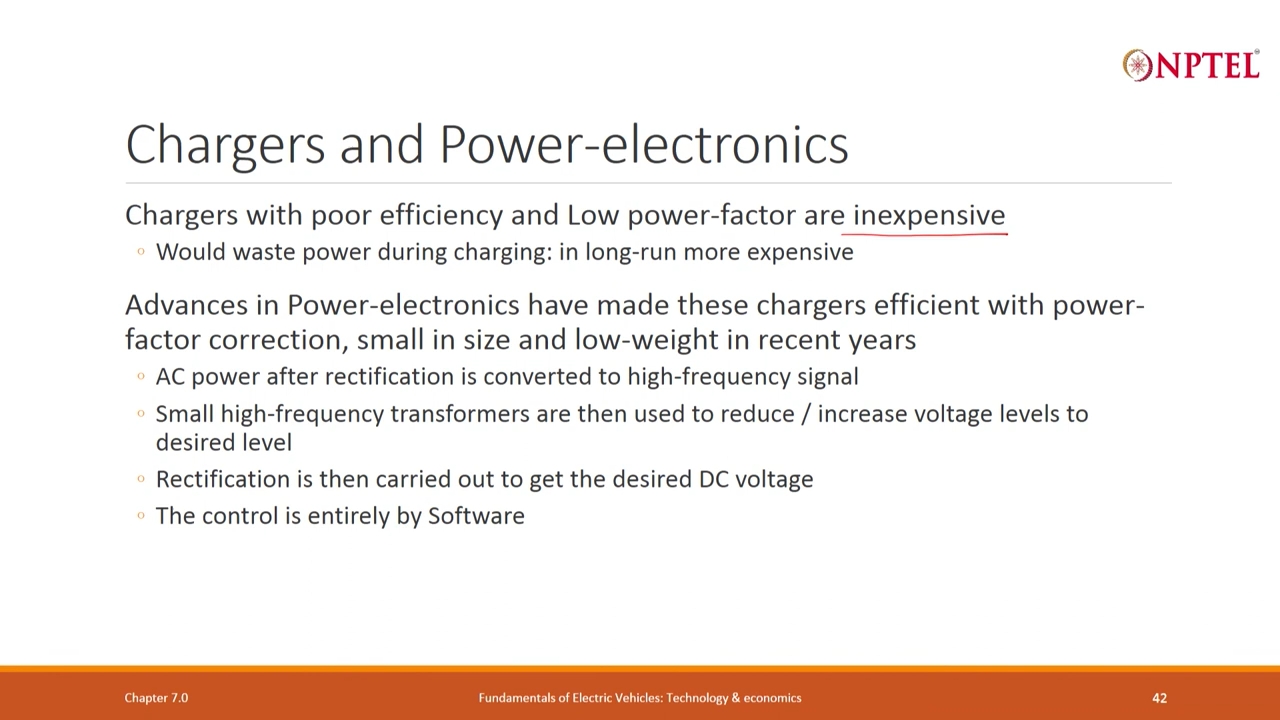 NPTEL
Chargers and Power-electronics
Chargers with poor efficiency and Low power-factor are inexpensive
◦ Would waste power during charging: in long-run more expensive
Advances in Power-electronics have made these chargers efficient with power-
factor correction, small in size and low-weight in recent years
◦ AC power after rectification is converted to high-frequency signal
◦ Small high-frequency transformers are then used to reduce / increase voltage levels to
desired level
◦ Rectification is then carried out to get the desired DC voltage
◦ The control is entirely by Software
Chapter 7.0 Fundamentals of Electric Vehicles: Technology & economics 42